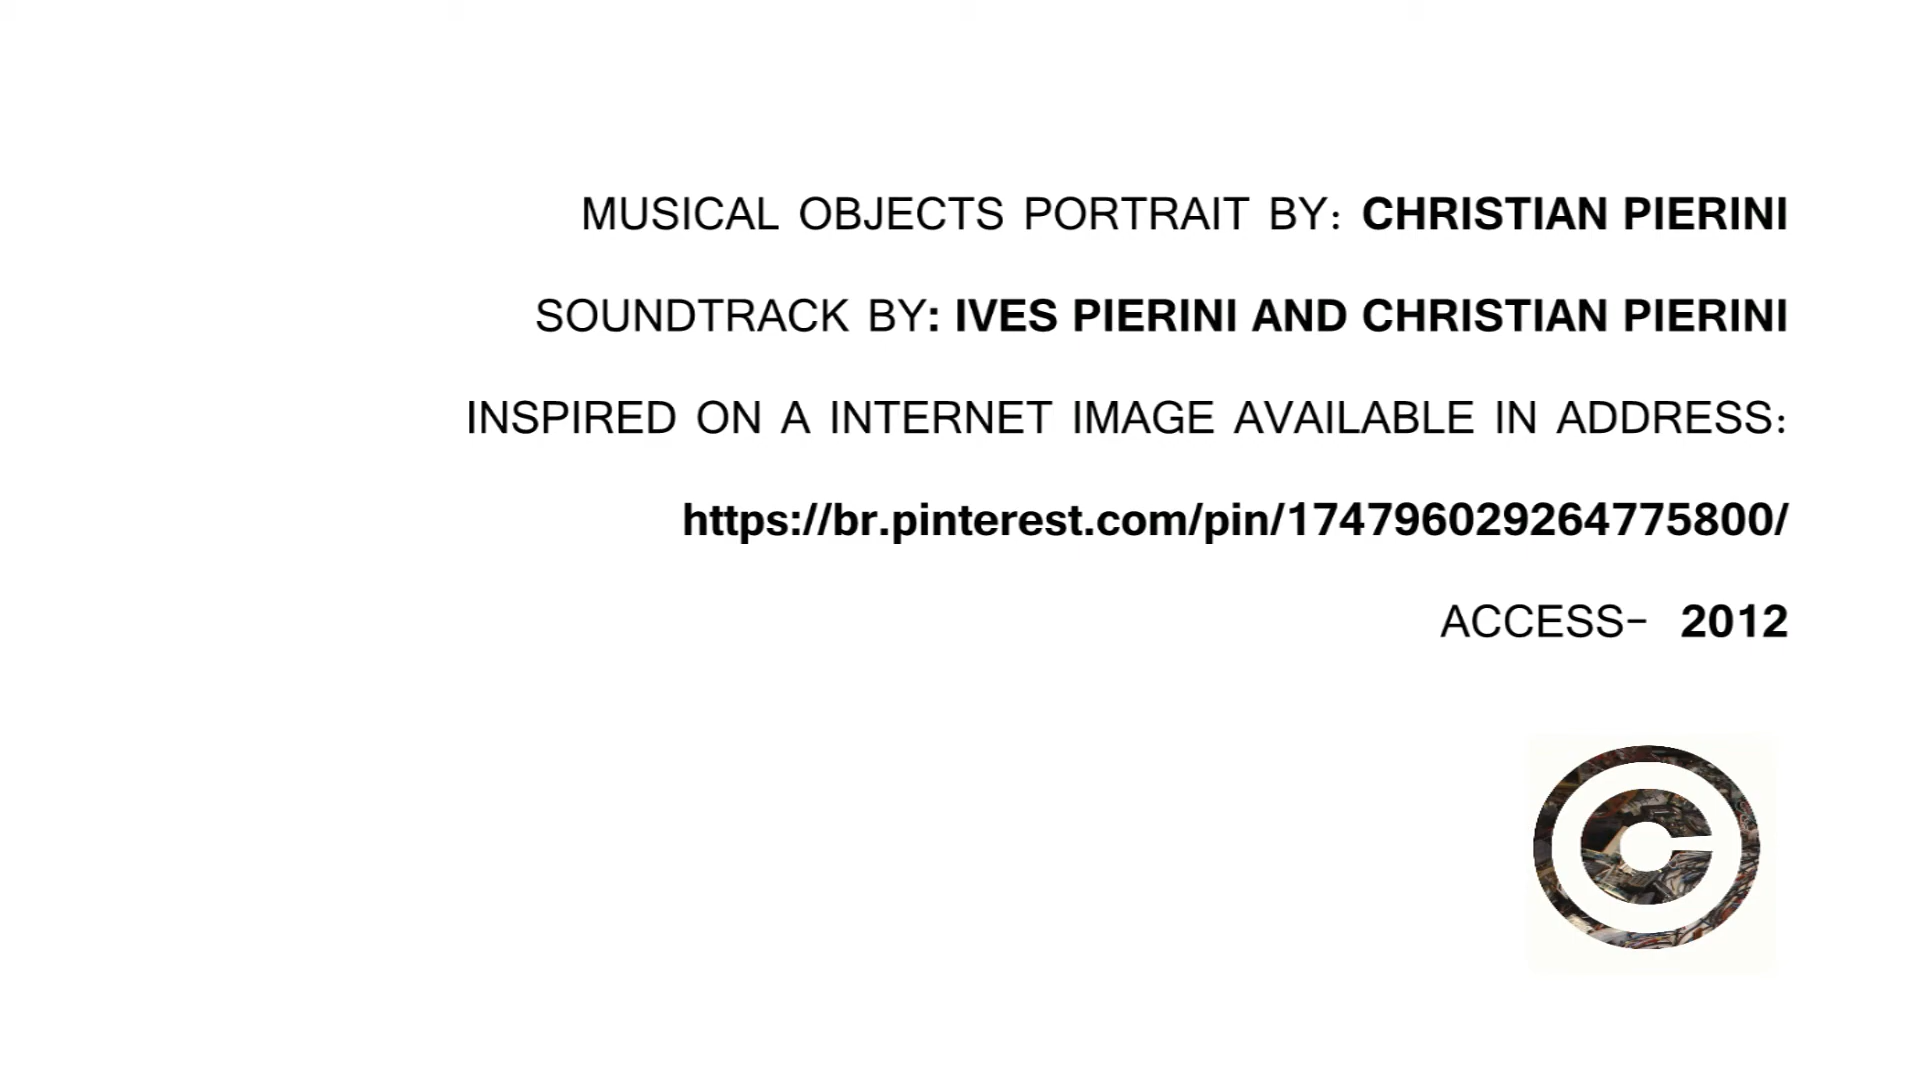 MUSICAL OBJECTS PORTRAIT BY: CHRISTIAN PIERINI
SOUNDTRACK BY: IVES PIERINI AND CHRISTIAN PIERINI
INSPIRED ON A INTERNET IMAGE AVAILABLE IN ADDRESS:
https://br.pinterest.com/pin/174796029264775800/
ACCESS- 2012
©